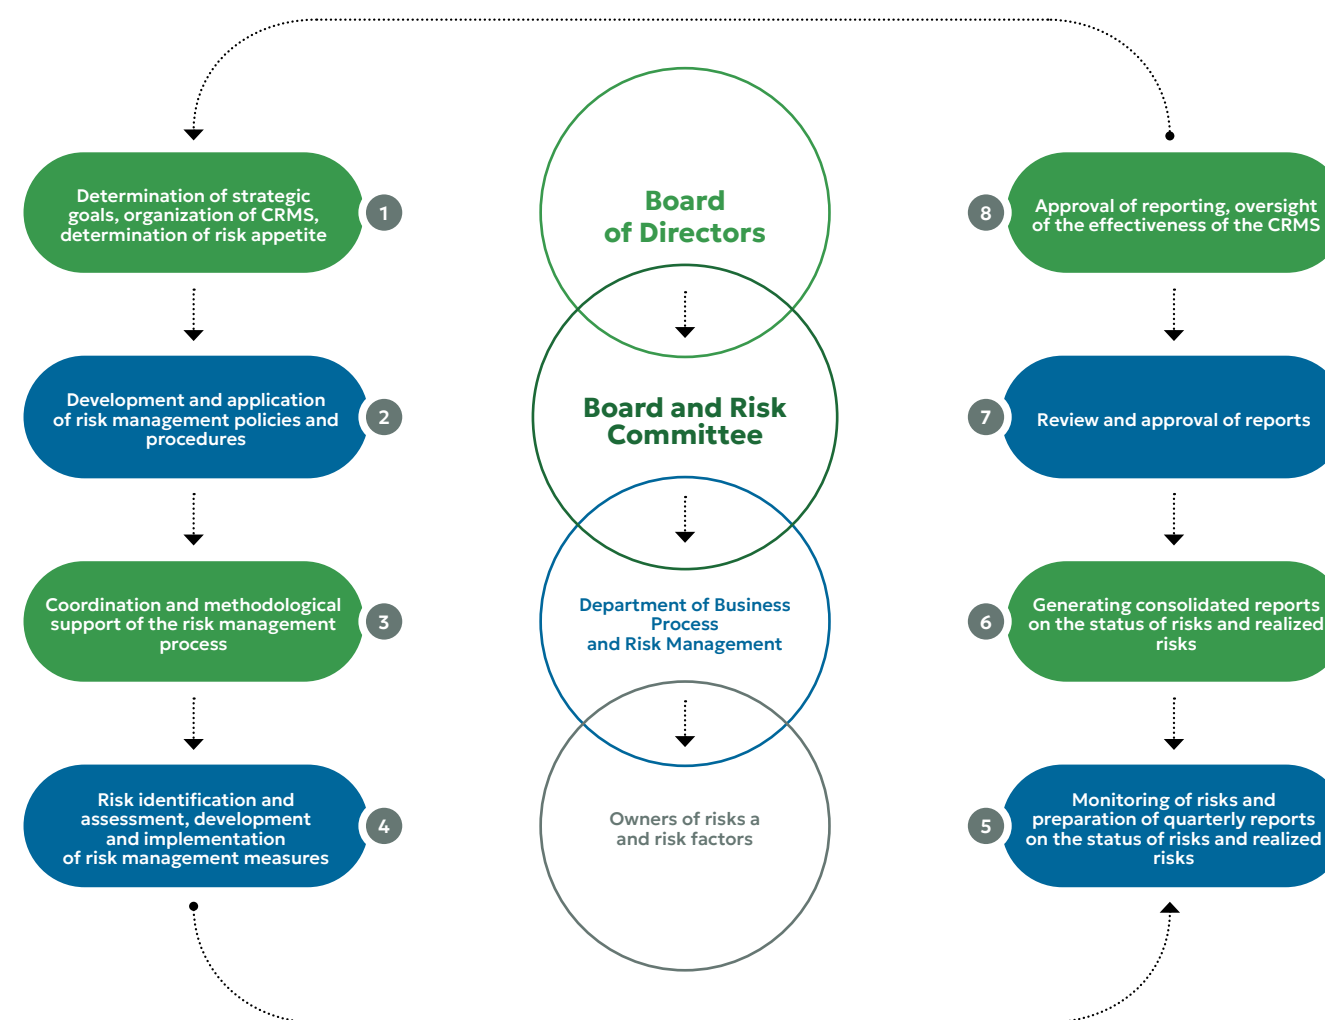 Determination of strategic
goals, organization of CRMS,
determination of risk appetite
1
Development and application
of risk management policies and
procedures
2
Coordination and methodological
support of the risk management
process
3
Risk identification and
assessment, development
and implementation
of risk management measures
4
Board
of Directors
Board and Risk
Committee
Department of Business
Process
and Risk Management
Owners of risks a
and risk factors
8
Approval of reporting, oversight
of the effectiveness of the CRMS
7
Review and approval of reports
6
Generating consolidated reports
on the status of risks and realized
risks
5
Monitoring of risks and
preparation of quarterly reports
on the status of risks and realized
risks